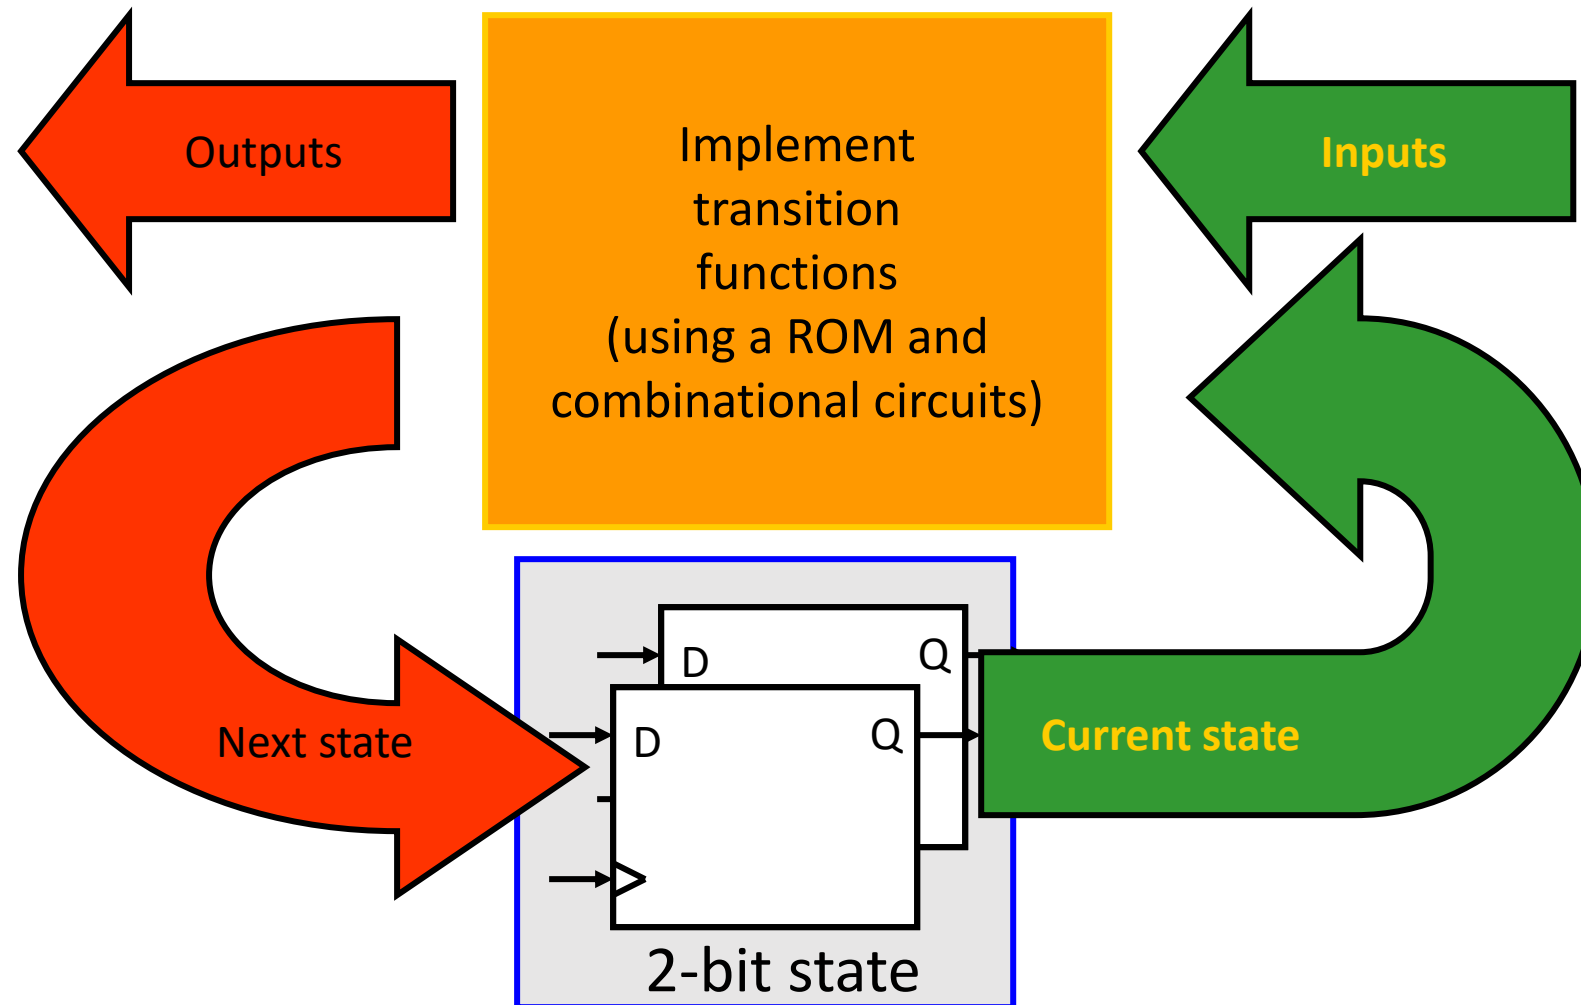 Outputs
Implement
transition
functions
(using a ROM and
combinational circuits)
Inputs
D
Q
D
Q
Next state
Current state
2-bit state